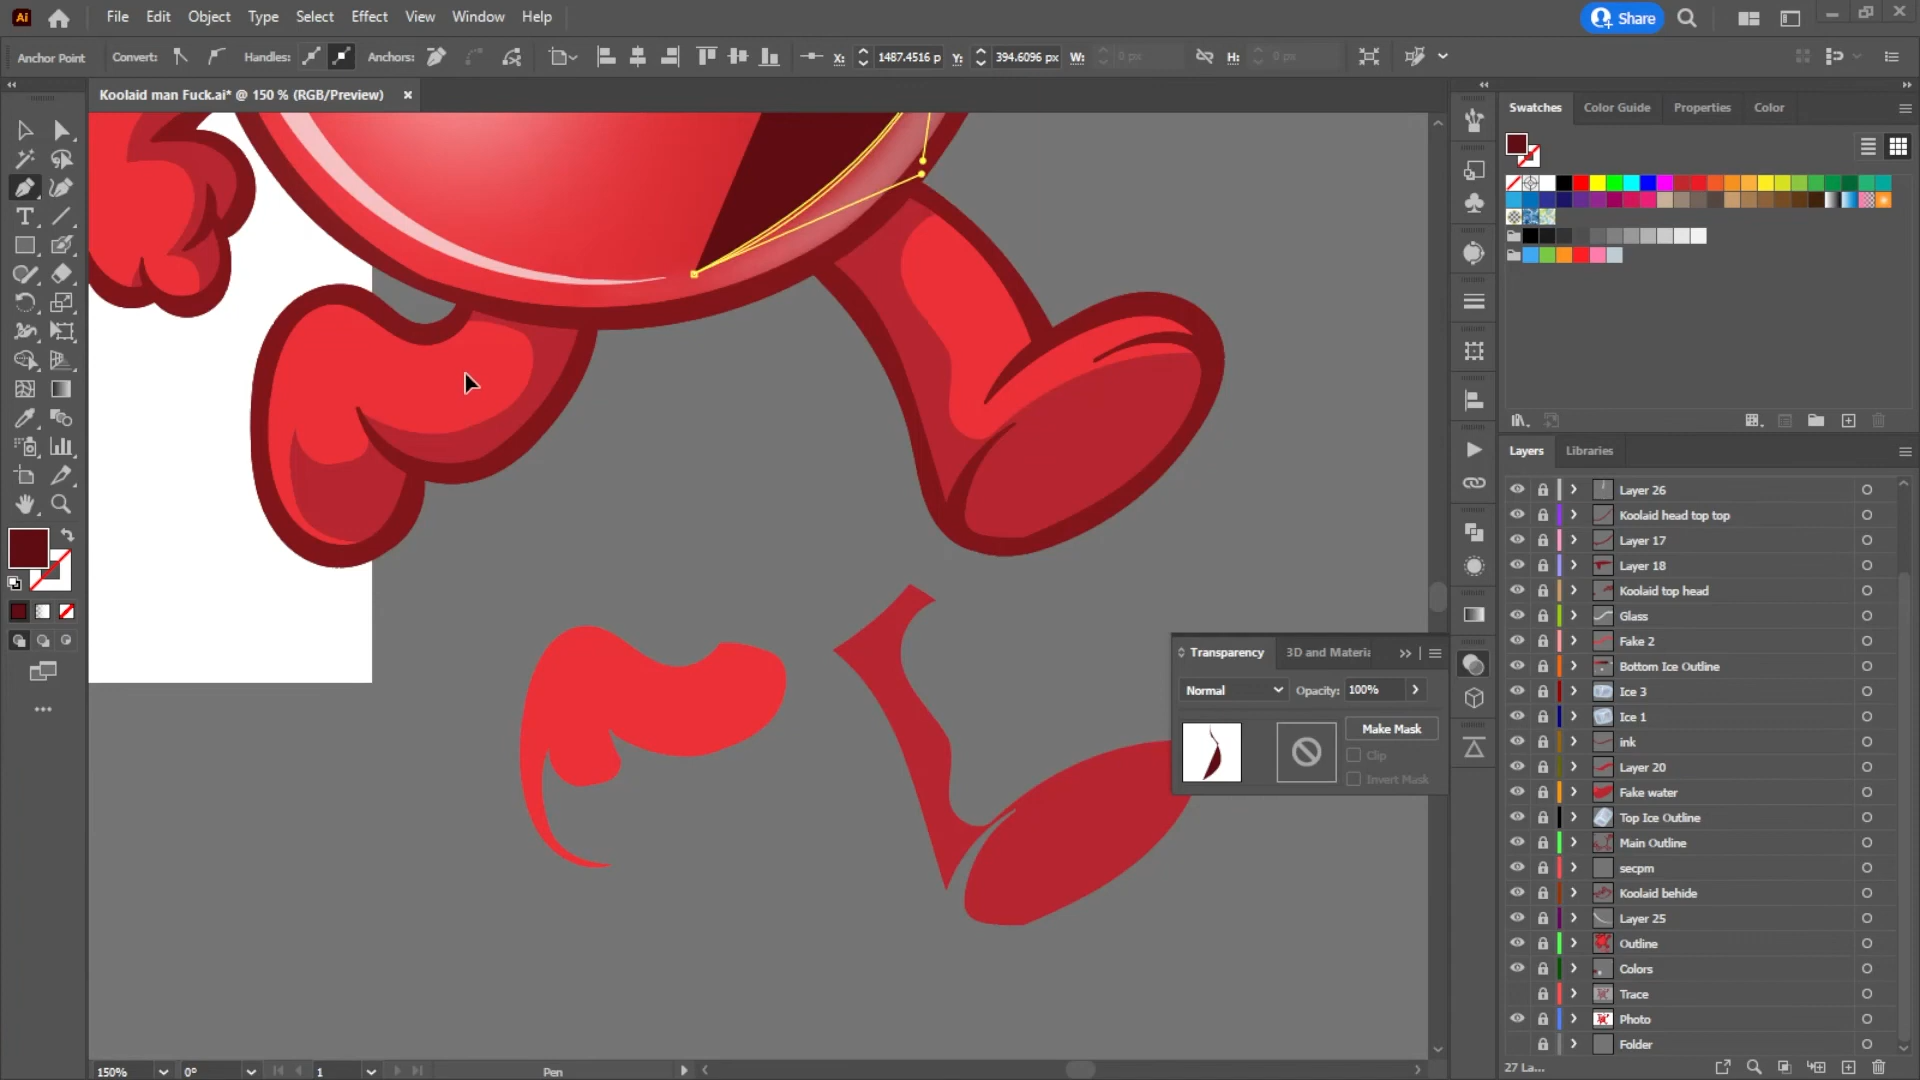 Ai File Edit Object Type Select Effect View Window Help Share
Anchor Point Convert: Handles: Anchors: X: 1487.4516 p Y: 394.6096 px W: 0 px H: 0 px
Koolaid man Fuck.ai* @ 150 % (RGB/Preview) ×
Swatches Color Guide Properties Color
Layers Libraries
Layer 26
Koolaid head top top
Layer 17
Layer 18
Koolaid top head
Glass
Fake 2
Bottom Ice Outline
Ice 3
Ice 1
ink
Layer 20
Fake water
Top Ice Outline
Main Outline
secpm
Koolaid behide
Layer 25
Outline
Colors
Trace
Photo
Folder
27 La...
Transparency 3D and Materia
Normal Opacity: 100%
Make Mask
Clip
Invert Mask
150% 0° 1 Pen